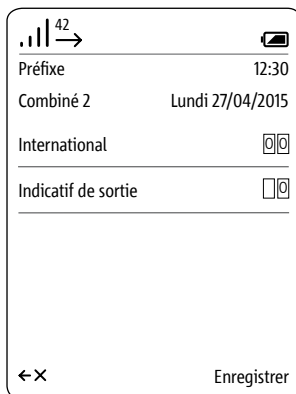 42
Préfixe 12:30
Combiné 2 Lundi 27/04/2015
International 00
Indicatif de sortie 0
Enregistrer